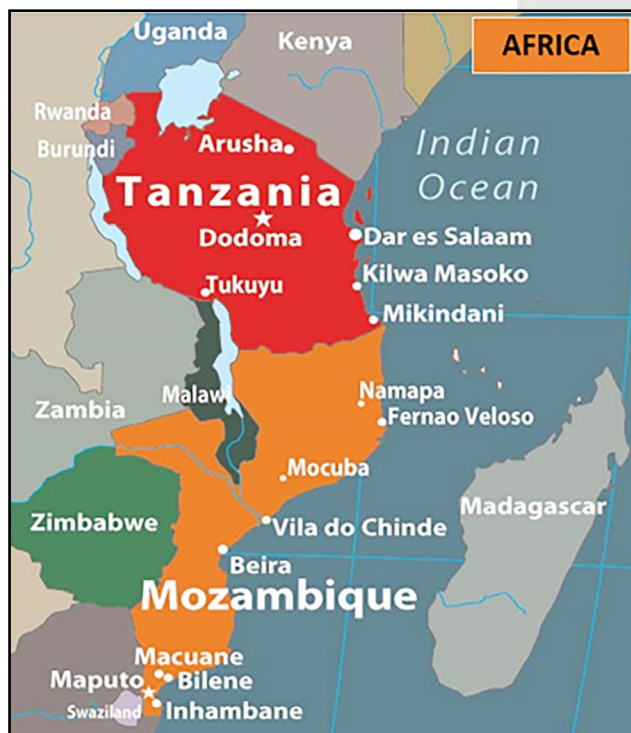 Uganda
Kenya
AFRICA
Rwanda
Burundi
Arusha
Indian
Ocean
Tanzania
Dodoma
Dar es Salaam
Kilwa Masoko
Tukuyu
Mikindani
Malawi
Namapa
Zambia
Fernao Veloso
Mocuba
Madagascar
Zimbabwe
Vila do Chinde
Beira
Mozambique
Macuane
Maputo
Bilene
Swaziland
Inhambane